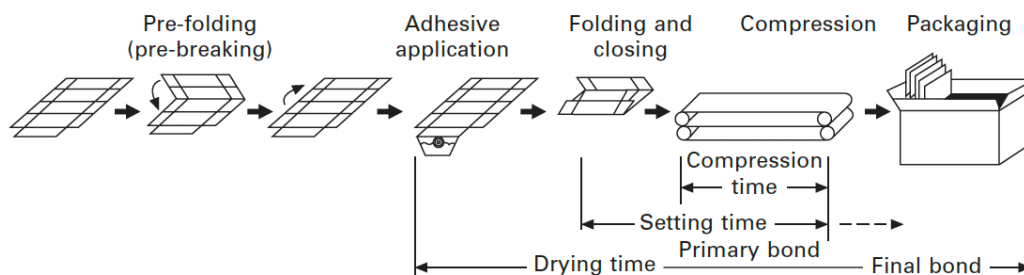 Pre-folding
(pre-breaking)
Adhesive
application
Folding and
closing
Compression
Packaging
Compression
time
Setting time
Primary bond
Drying time
Final bond